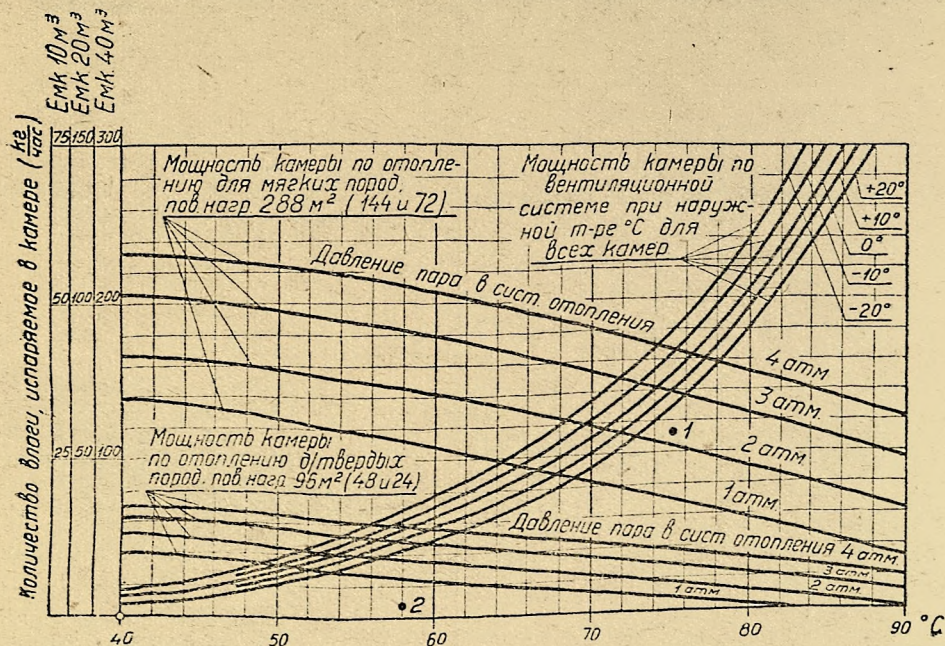 Емк 10м³
Емк 20м³
Емк 40м³
Количество влаги, испаряемое в камере (кг/час)
75 150 300
50 100 200
25 50 100
Мощность камеры по отопле-
нию для мягких пород,
пов. нагр. 288 м² (144 и 72)
Мощность камеры по
вентиляционной
системе при наруж-
ной т-ре °С для
всех камер
+20°
+10°
0°
-10°
-20°
Давление пара в сист отопления
4 атм
3 атм.
2 атм
1 атм
1
Мощность камеры
по отоплению д/твердых
пород. пов. нагр. 96 м² (48 и 24)
Давление пара в сист отопления 4 атм.
3 атм
2 атм.
1 атм
2
40 50 60 70 80 90 °С